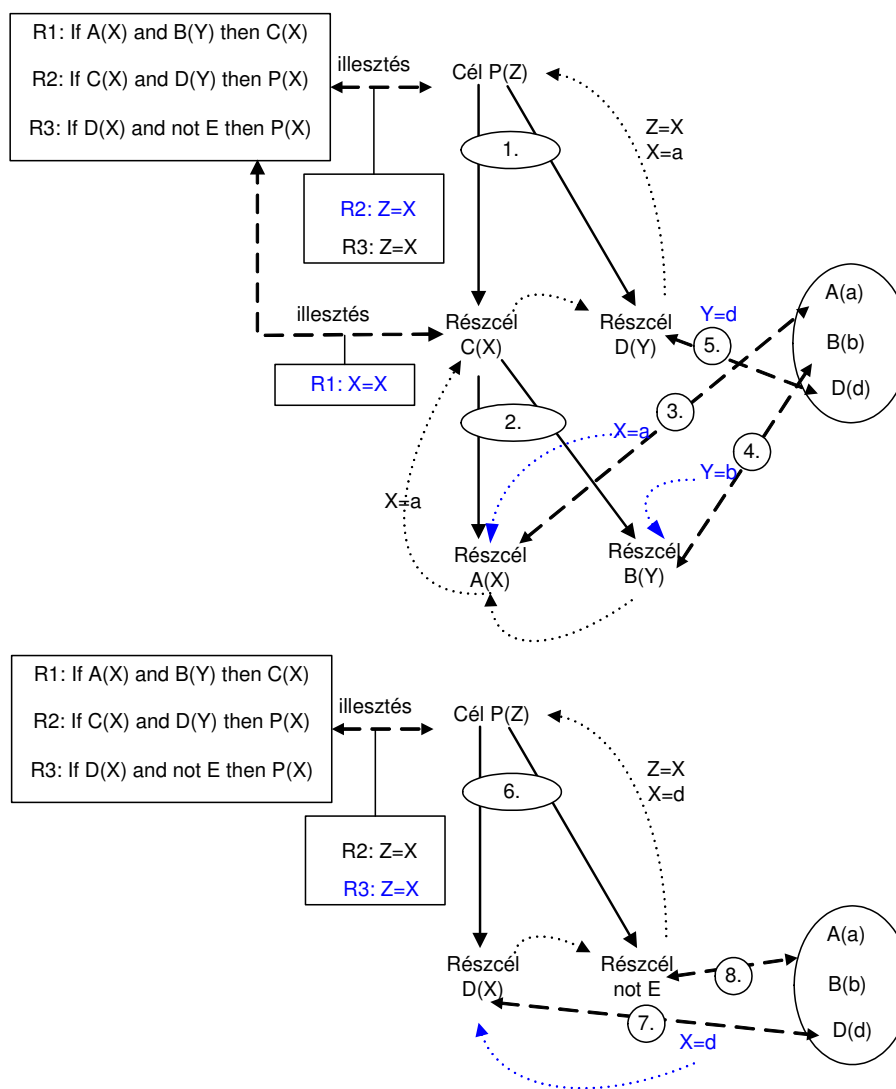 R1: If A(X) and B(Y) then C(X)
R2: If C(X) and D(Y) then P(X)
R3: If D(X) and not E then P(X)
illesztés
Cél P(Z)
Z=X
X=a
1.
R2: Z=X
R3: Z=X
illesztés
R1: X=X
Részcél
C(X)
Részcél
D(Y)
Y=d
5.
A(a)
B(b)
D(d)
2.
3.
X=a
4.
Y=b
X=a
Részcél
A(X)
Részcél
B(Y)
R1: If A(X) and B(Y) then C(X)
R2: If C(X) and D(Y) then P(X)
R3: If D(X) and not E then P(X)
illesztés
Cél P(Z)
Z=X
X=d
6.
R2: Z=X
R3: Z=X
Részcél
D(X)
Részcél
not E
8.
7.
X=d
A(a)
B(b)
D(d)